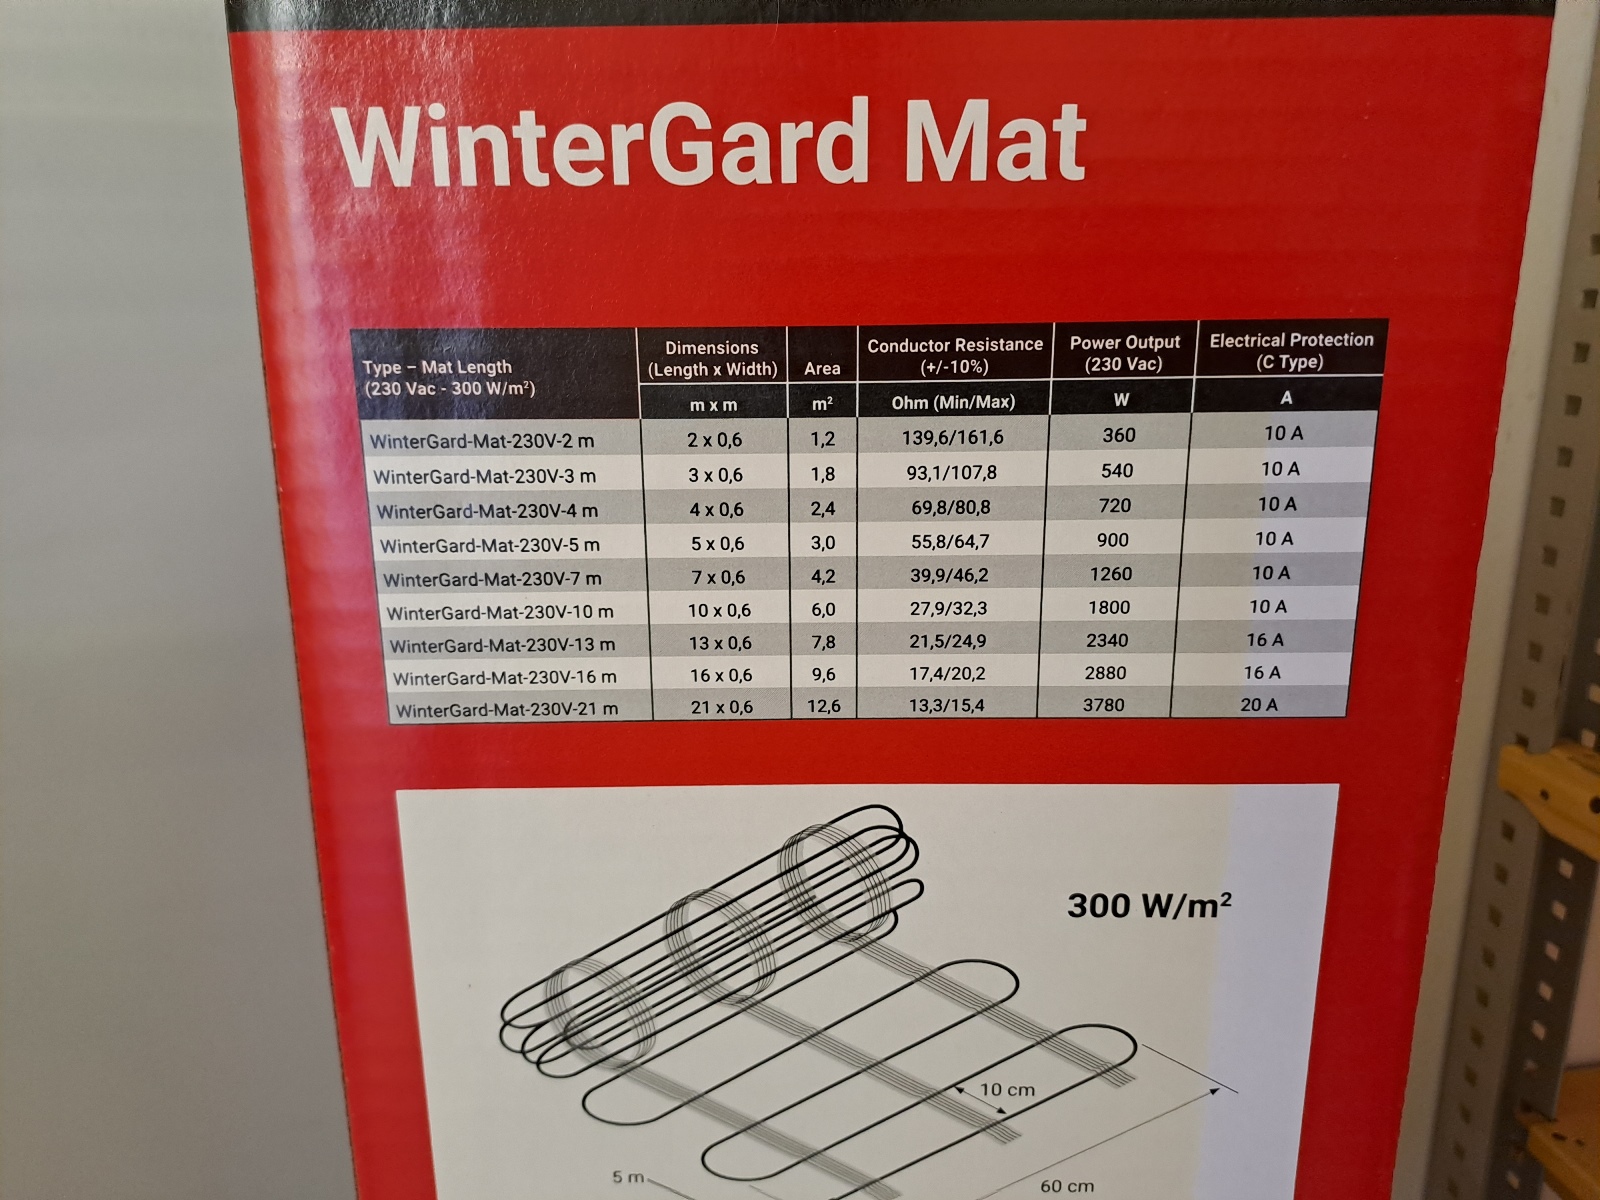 WinterGard Mat
Type – Mat Length
(230 Vac - 300 W/m²)
Dimensions
(Length x Width)
Area
Conductor Resistance
(+/-10%)
Power Output
(230 Vac)
Electrical Protection
(C Type)
m x m m² Ohm (Min/Max) W A
WinterGard-Mat-230V-2 m 2 x 0,6 1,2 139,6/161,6 360 10 A
WinterGard-Mat-230V-3 m 3 x 0,6 1,8 93,1/107,8 540 10 A
WinterGard-Mat-230V-4 m 4 x 0,6 2,4 69,8/80,8 720 10 A
WinterGard-Mat-230V-5 m 5 x 0,6 3,0 55,8/64,7 900 10 A
WinterGard-Mat-230V-7 m 7 x 0,6 4,2 39,9/46,2 1260 10 A
WinterGard-Mat-230V-10 m 10 x 0,6 6,0 27,9/32,3 1800 10 A
WinterGard-Mat-230V-13 m 13 x 0,6 7,8 21,5/24,9 2340 16 A
WinterGard-Mat-230V-16 m 16 x 0,6 9,6 17,4/20,2 2880 16 A
WinterGard-Mat-230V-21 m 21 x 0,6 12,6 13,3/15,4 3780 20 A
300 W/m²
10 cm
5 m
60 cm